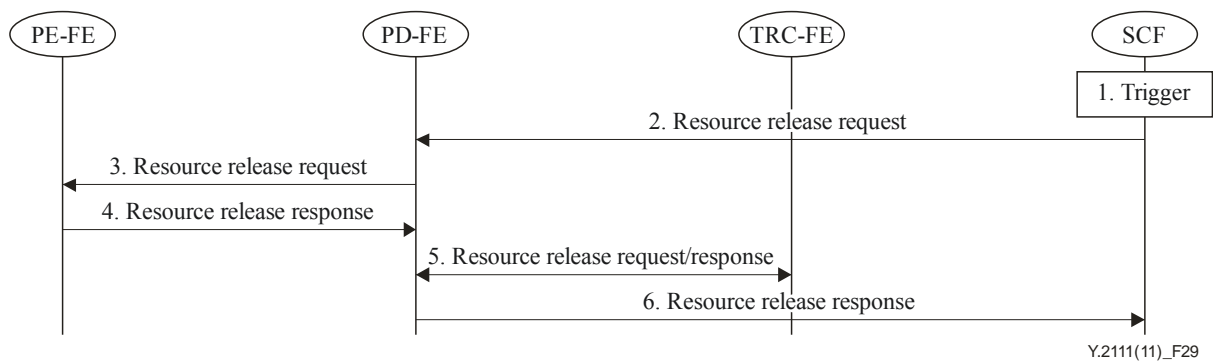 PE-FE
PD-FE
TRC-FE
SCF
1. Trigger
2. Resource release request
3. Resource release request
4. Resource release response
5. Resource release request/response
6. Resource release response
Y.2111(11)_F29